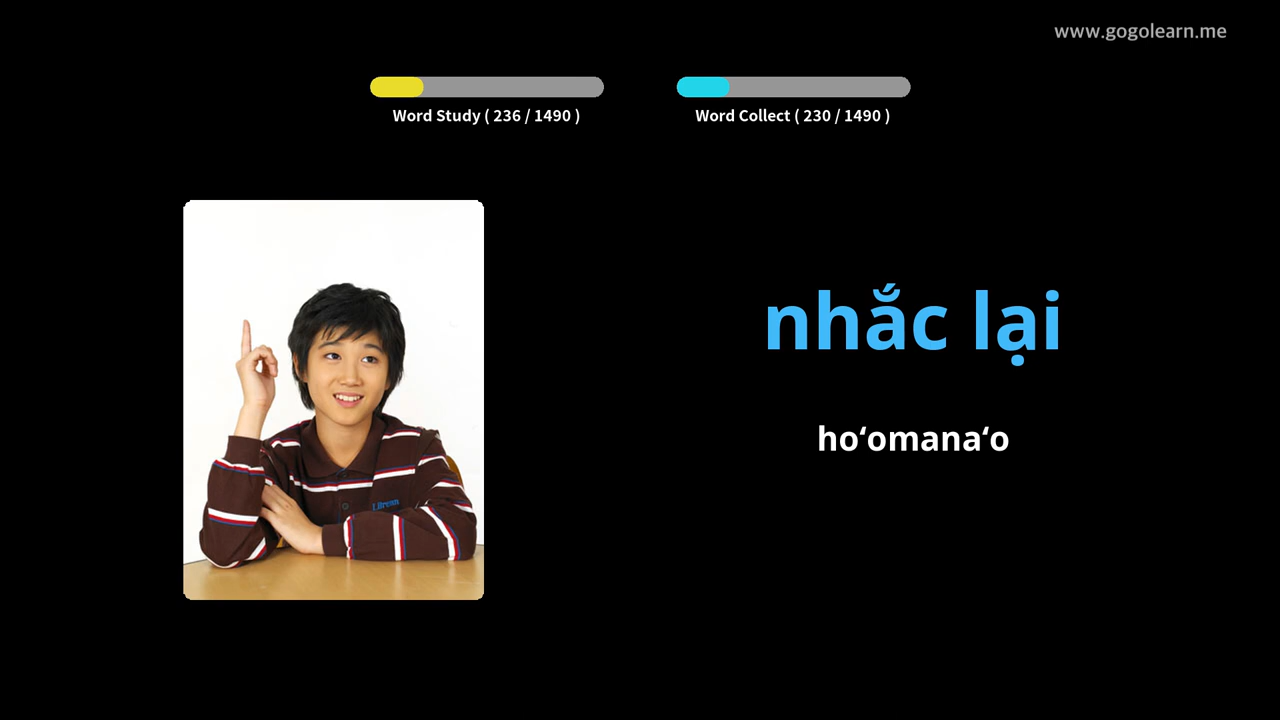 www.gogolearn.me
Word Study ( 236 / 1490 )
Word Collect ( 230 / 1490 )
nhắc lại
hoʻomanaʻo